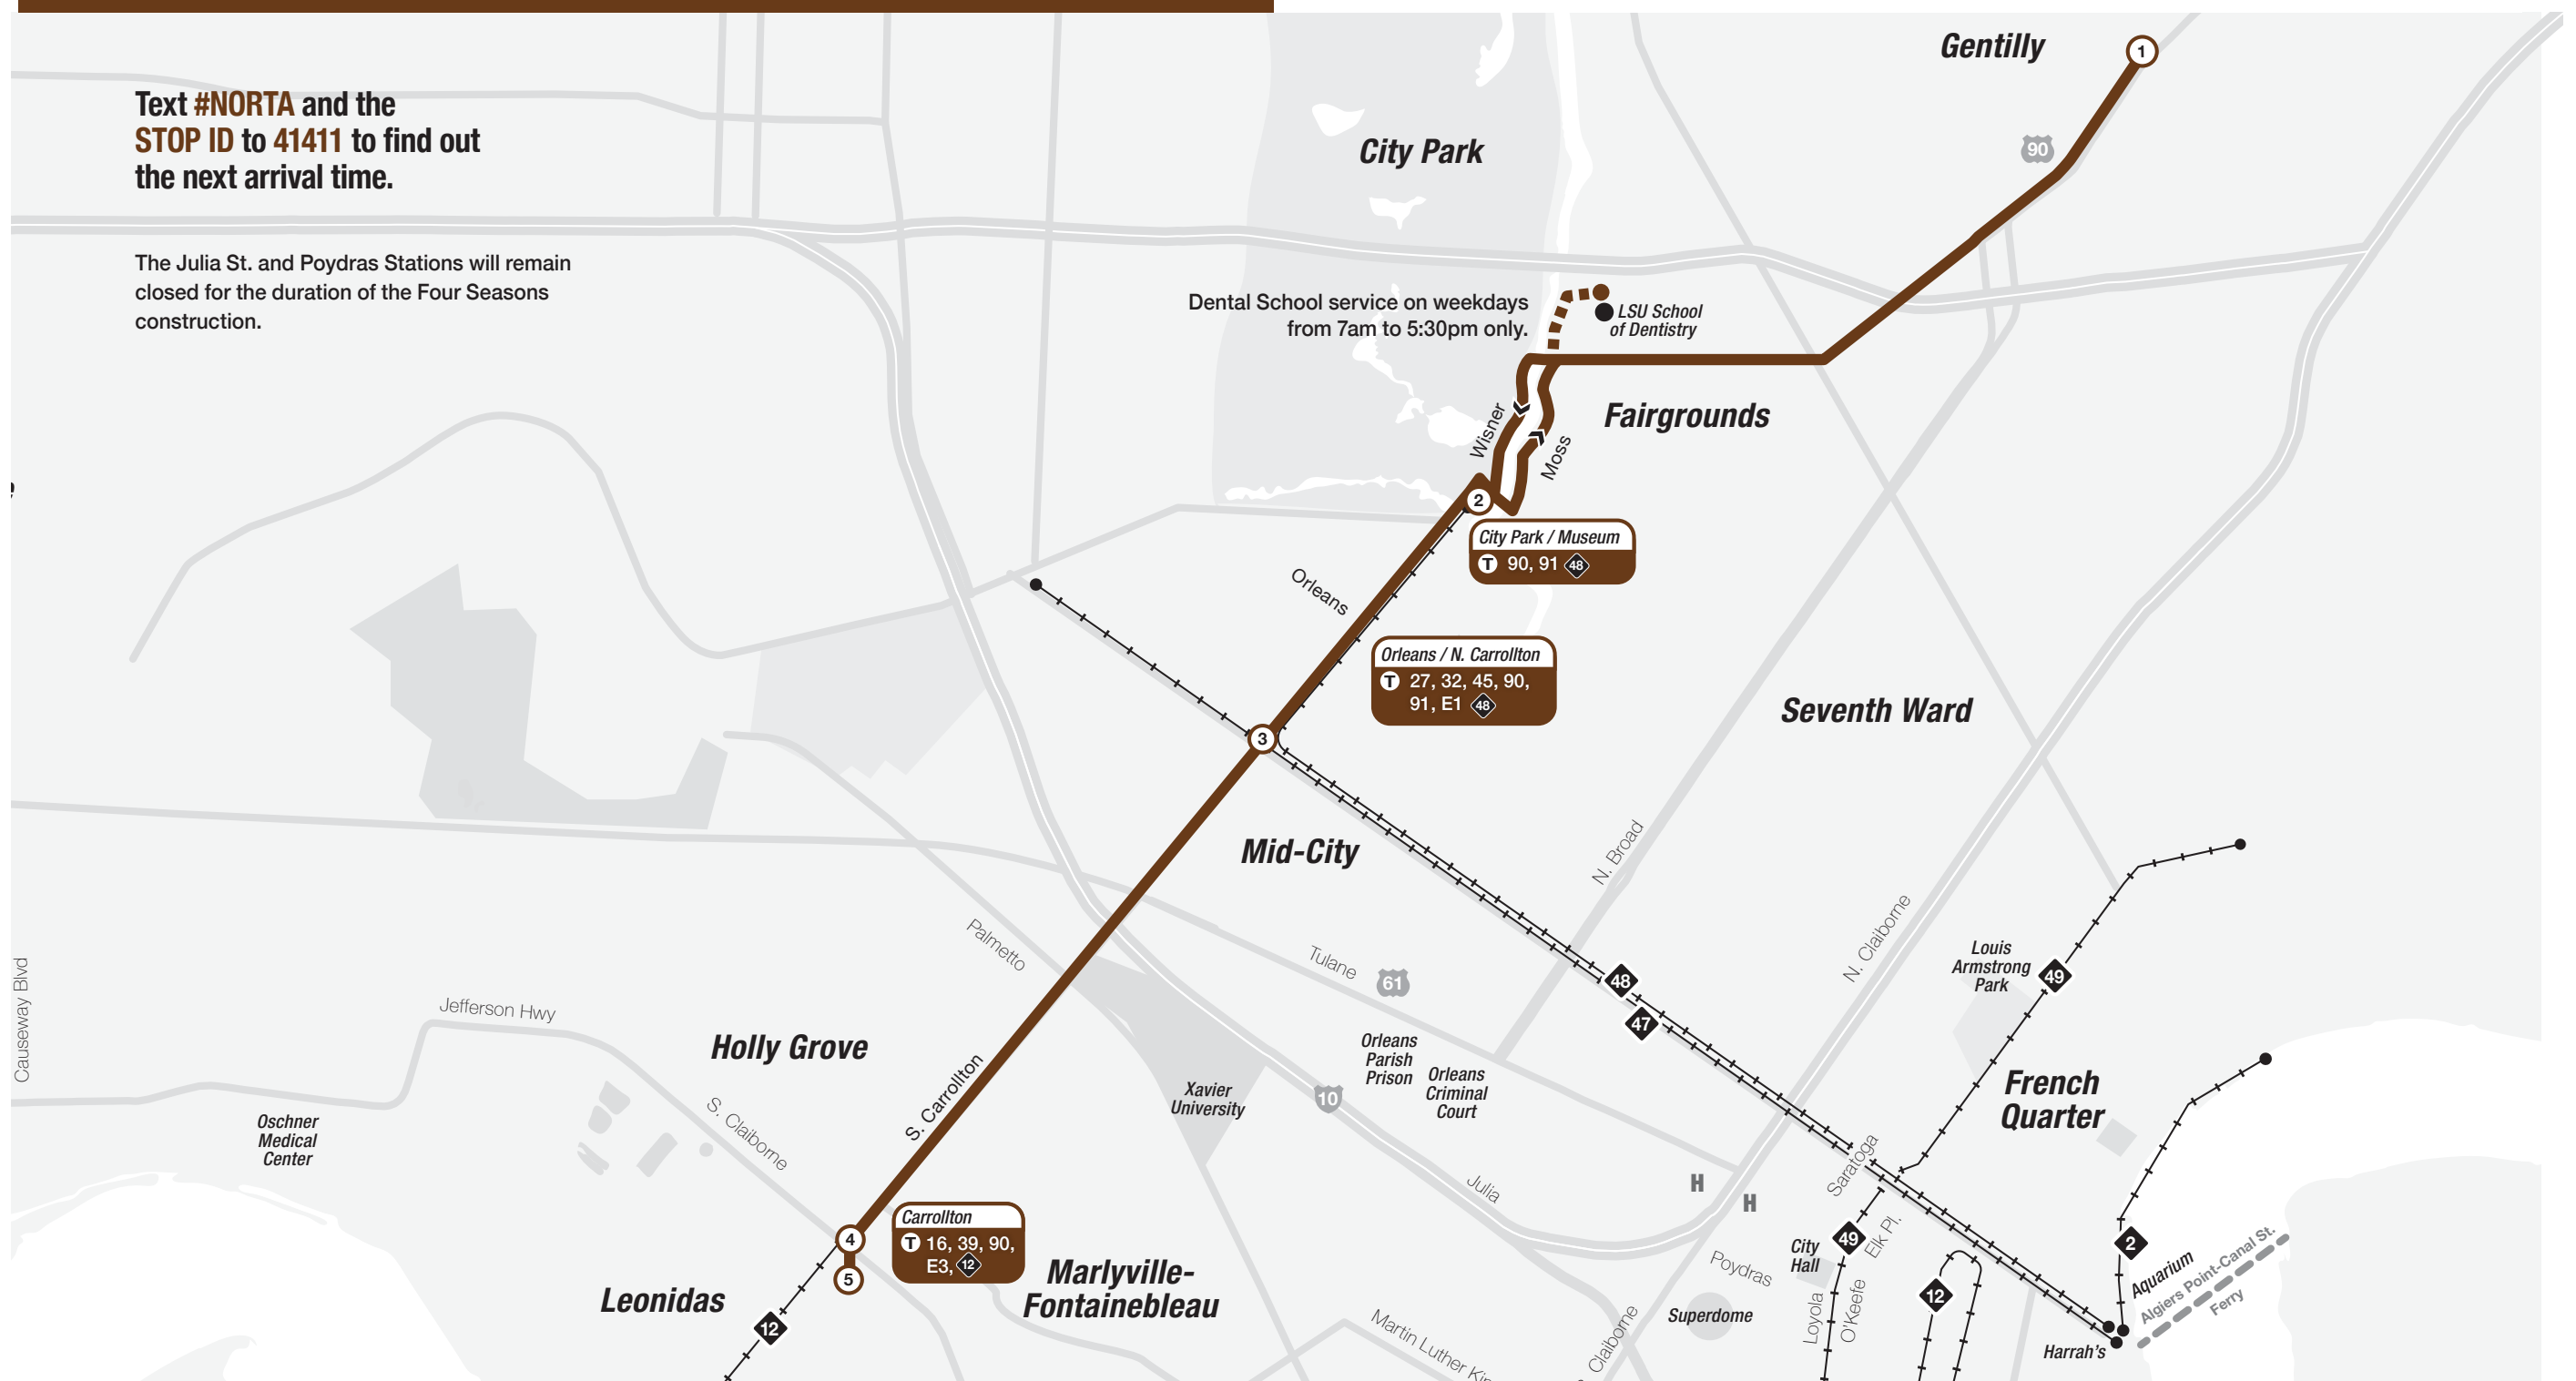 Text #NORTA and the
STOP ID to 41411 to find out
the next arrival time.
The Julia St. and Poydras Stations will remain
closed for the duration of the Four Seasons
construction.
Gentilly
1
90
City Park
Dental School service on weekdays
from 7am to 5:30pm only.
LSU School
of Dentistry
Wisner
Moss
Fairgrounds
2
City Park / Museum
T 90, 91 48
Orleans
Orleans / N. Carrollton
T 27, 32, 45, 90,
91, E1 48
3
Seventh Ward
Mid-City
N. Broad
N. Claiborne
Palmetto
Tulane
61
48
47
Louis
Armstrong
Park
49
Causeway Blvd
Jefferson Hwy
Holly Grove
S. Carrollton
S. Claiborne
Oschner
Medical
Center
Xavier
University
10
Orleans
Parish
Prison
Orleans
Criminal
Court
French
Quarter
Julia
H
H
Saratoga
Elk Pl.
4
5
Carrollton
T 16, 39, 90,
E3, 12
Marlyville-
Fontainebleau
Leonidas
12
City
Hall
49
Poydras
Superdome
Loyola
O'Keefe
12
2
Aquarium
Algiers Point-Canal St.
Ferry
Harrah's
Martin Luther
Claiborne